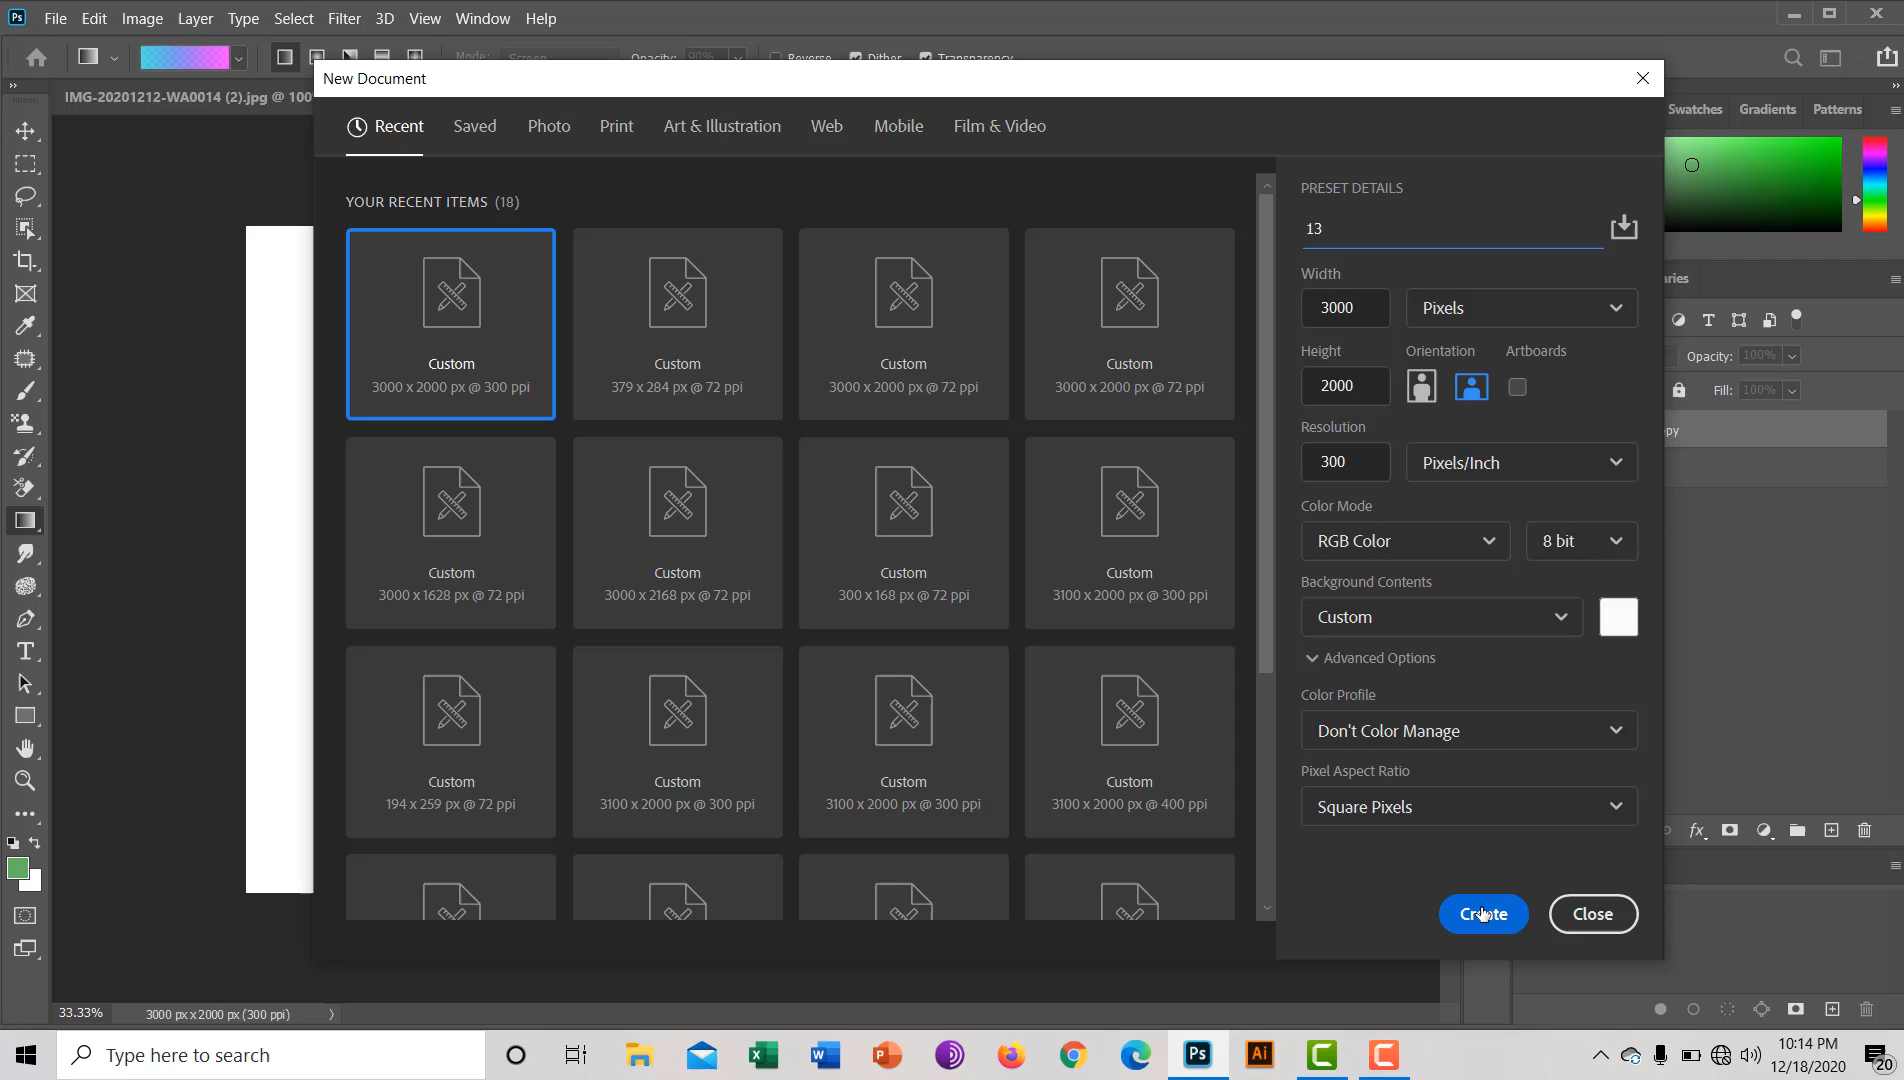 Ps File Edit Image Layer Type Select Filter 3D View Window Help
Mode: Screen Opacity: 90% Reverse Dither Transparency
New Document
IMG-20201212-WA0014 (2).jpg @ 100%
Swatches Gradients Patterns
Recent Saved Photo Print Art & Illustration Web Mobile Film & Video
YOUR RECENT ITEMS (18)
Custom
3000 x 2000 px @ 300 ppi
Custom
379 x 284 px @ 72 ppi
Custom
3000 x 2000 px @ 72 ppi
Custom
3000 x 2000 px @ 72 ppi
Custom
3000 x 1628 px @ 72 ppi
Custom
3000 x 2168 px @ 72 ppi
Custom
300 x 168 px @ 72 ppi
Custom
3100 x 2000 px @ 300 ppi
Custom
194 x 259 px @ 72 ppi
Custom
3100 x 2000 px @ 300 ppi
Custom
3100 x 2000 px @ 300 ppi
Custom
3100 x 2000 px @ 400 ppi
PRESET DETAILS
13
Width
3000 Pixels
Height Orientation Artboards
2000
Resolution
300 Pixels/Inch
Color Mode
RGB Color 8 bit
Background Contents
Custom
Advanced Options
Color Profile
Don't Color Manage
Pixel Aspect Ratio
Square Pixels
Create Close
raries
Opacity: 100%
Fill: 100%
opy
fx
33.33% 3000 px x 2000 px (300 ppi)
Type here to search
Ps Ai
10:14 PM
12/18/2020
20